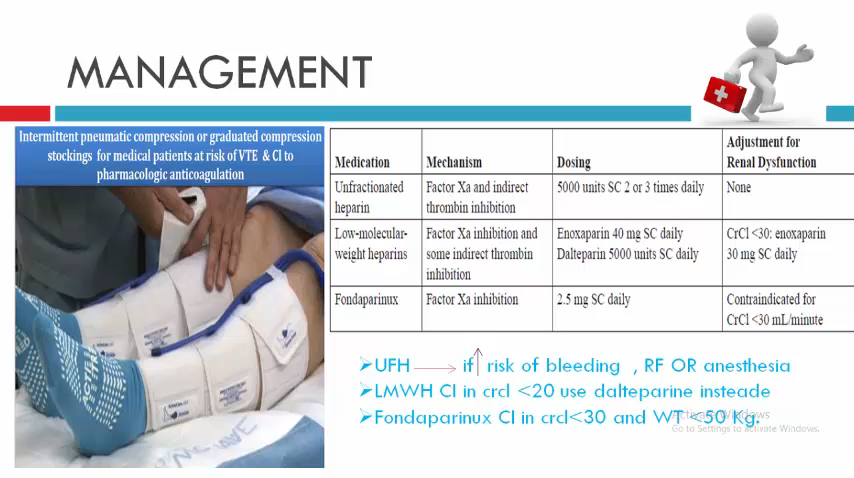 MANAGEMENT
Intermittent pneumatic compression or graduated compression
stockings for medical patients at risk of VTE & CI to
pharmacologic anticoagulation
Medication Mechanism Dosing Adjustment for
Renal Dysfunction
Unfractionated Factor Xa and indirect 5000 units SC 2 or 3 times daily None
heparin thrombin inhibition
Low-molecular- Factor Xa inhibition and Enoxaparin 40 mg SC daily CrCl <30: enoxaparin
weight heparins some indirect thrombin Dalteparin 5000 units SC daily 30 mg SC daily
inhibition
Fondaparinux Factor Xa inhibition 2.5 mg SC daily Contraindicated for
CrCl <30 mL/minute
➢UFH ⟶ if ↑ risk of bleeding , RF OR anesthesia
➢LMWH CI in crcl <20 use dalteparine insteade
➢Fondaparinux CI in crcl<30 and WT <50 Kg.
Activate Windows
Go to Settings to activate Windows.